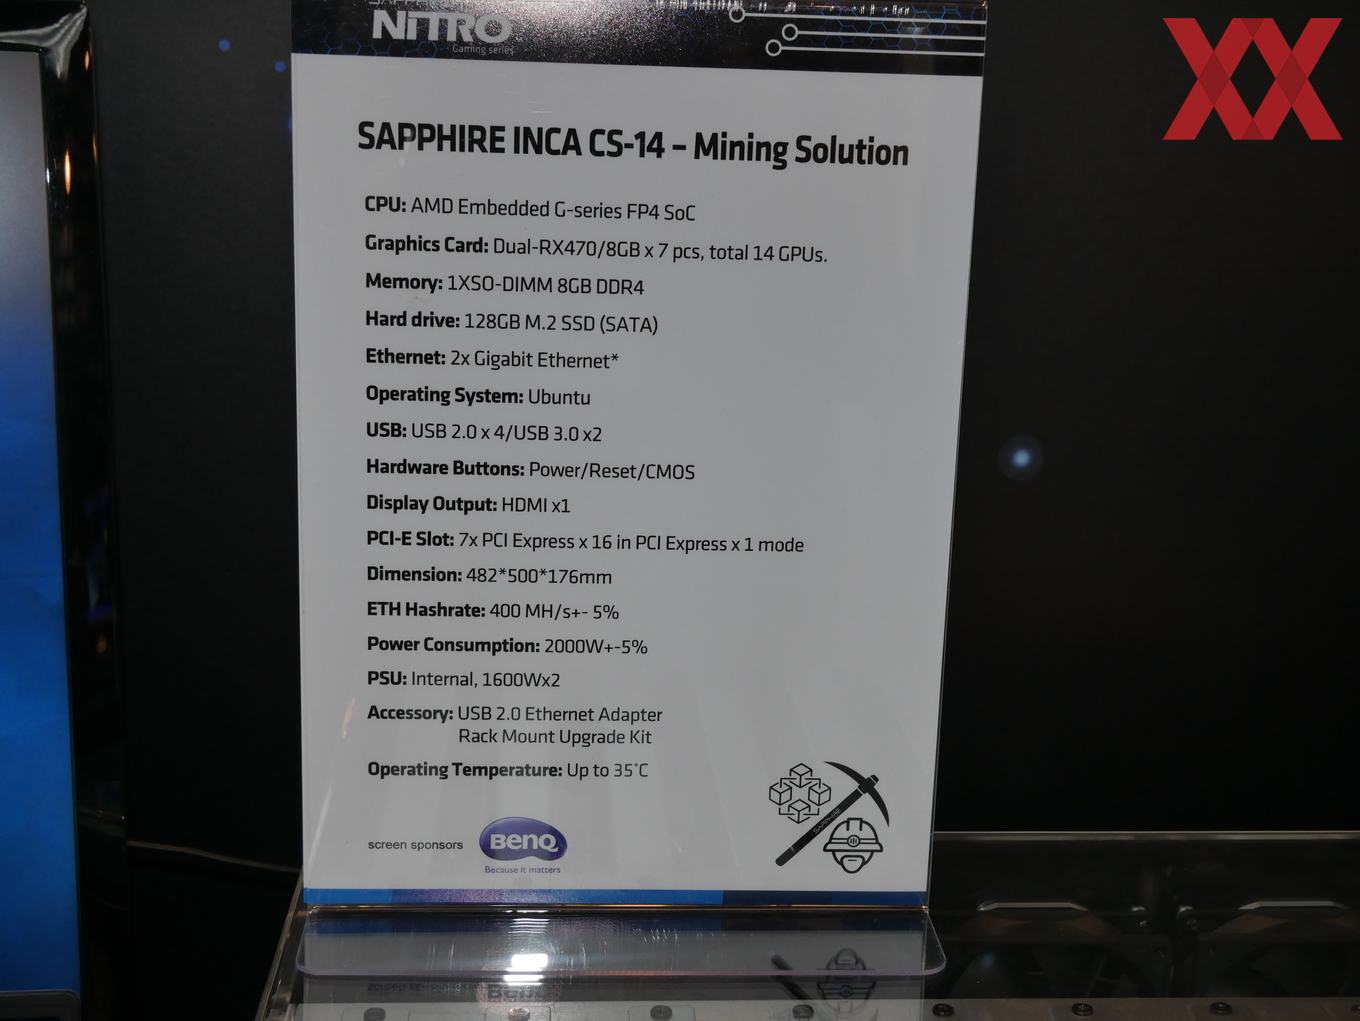 NiTRO
Gaming series
SAPPHIRE INCA CS-14 – Mining Solution
CPU: AMD Embedded G-series FP4 SoC
Graphics Card: Dual-RX470/8GB x 7 pcs, total 14 GPUs.
Memory: 1XSO-DIMM 8GB DDR4
Hard drive: 128GB M.2 SSD (SATA)
Ethernet: 2x Gigabit Ethernet*
Operating System: Ubuntu
USB: USB 2.0 x 4/USB 3.0 x2
Hardware Buttons: Power/Reset/CMOS
Display Output: HDMI x1
PCI-E Slot: 7x PCI Express x 16 in PCI Express x 1 mode
Dimension: 482*500*176mm
ETH Hashrate: 400 MH/s+- 5%
Power Consumption: 2000W+-5%
PSU: Internal, 1600Wx2
Accessory: USB 2.0 Ethernet Adapter
Rack Mount Upgrade Kit
Operating Temperature: Up to 35°C
SAPPHIRE
screen sponsors
BenQ
Because it matters